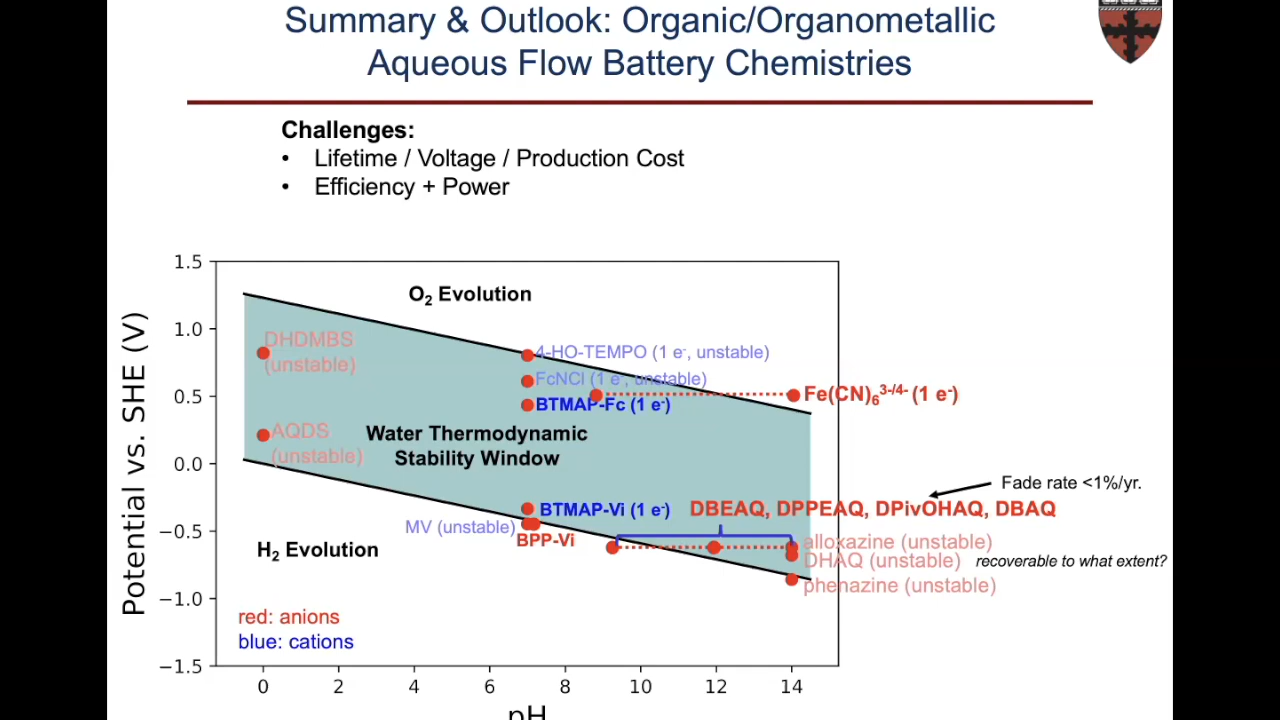 Summary & Outlook: Organic/Organometallic
Aqueous Flow Battery Chemistries
Challenges:
• Lifetime / Voltage / Production Cost
• Efficiency + Power
Potential vs. SHE (V)
1.5
1.0
0.5
0.0
−0.5
−1.0
−1.5
O2 Evolution
DHDMBS
(unstable)
4-HO-TEMPO (1 e-, unstable)
FcNCl (1 e-, unstable)
BTMAP-Fc (1 e-)
Fe(CN)6 3-/4- (1 e-)
AQDS
(unstable)
Water Thermodynamic
Stability Window
Fade rate <1%/yr.
BTMAP-Vi (1 e-)
DBEAQ, DPPEAQ, DPivOHAQ, DBAQ
MV (unstable)
BPP-Vi
H2 Evolution
alloxazine (unstable)
DHAQ (unstable)
recoverable to what extent?
phenazine (unstable)
red: anions
blue: cations
0 2 4 6 8 10 12 14
pH